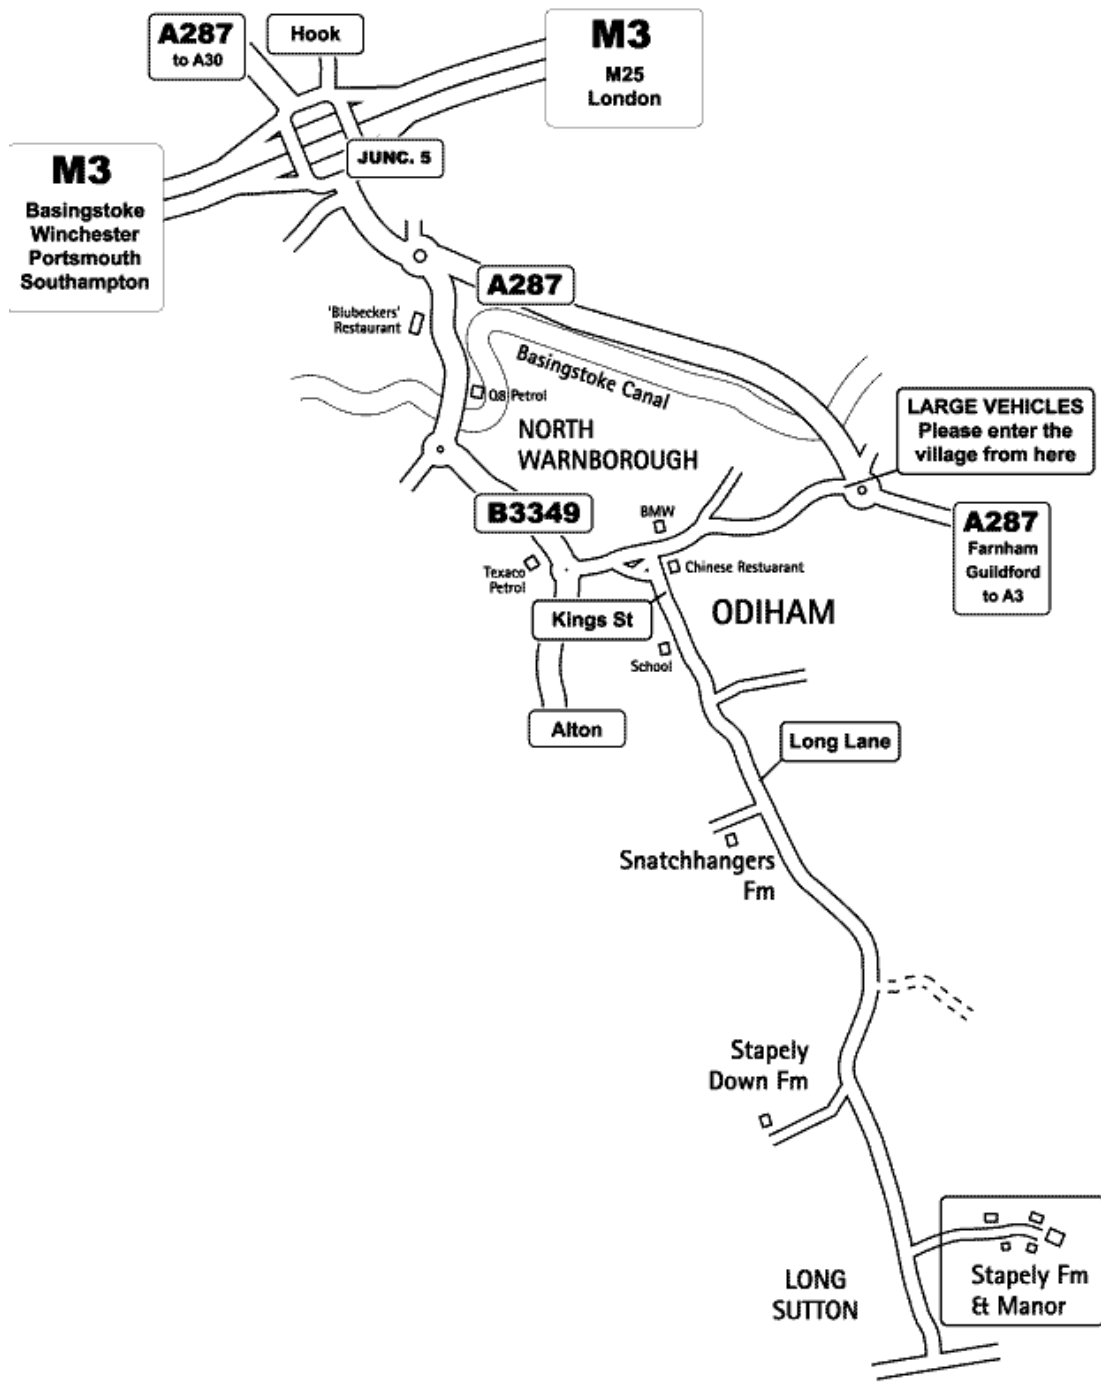 A287
to A30
Hook
M3
M25
London
JUNC. 5
M3
Basingstoke
Winchester
Portsmouth
Southampton
A287
'Blubeckers'
Restaurant
Basingstoke Canal
Q8 Petrol
NORTH
WARNBOROUGH
LARGE VEHICLES
Please enter the
village from here
B3349
BMW
A287
Farnham
Guildford
to A3
Texaco
Petrol
Chinese Restuarant
Kings St
ODIHAM
School
Alton
Long Lane
Snatchhangers
Fm
Stapely
Down Fm
LONG
SUTTON
Stapely Fm
& Manor